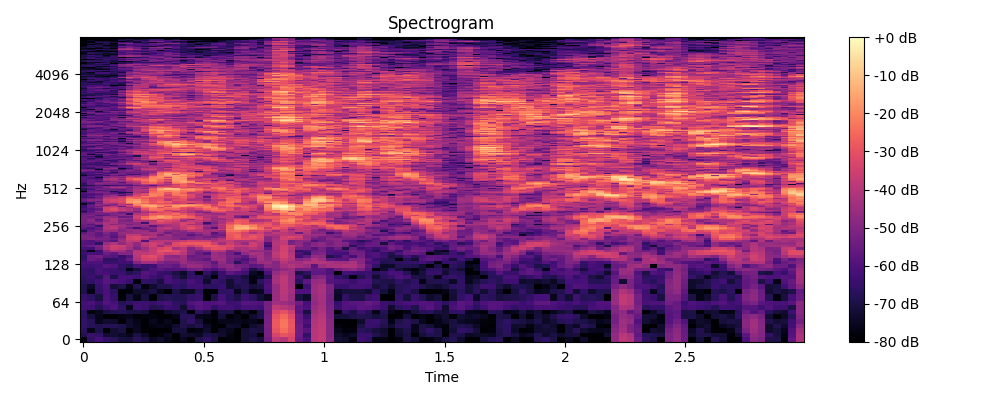 Spectrogram
Hz
4096
2048
1024
512
256
128
64
0
0
0.5
1
1.5
2
2.5
Time
+0 dB
-10 dB
-20 dB
-30 dB
-40 dB
-50 dB
-60 dB
-70 dB
-80 dB